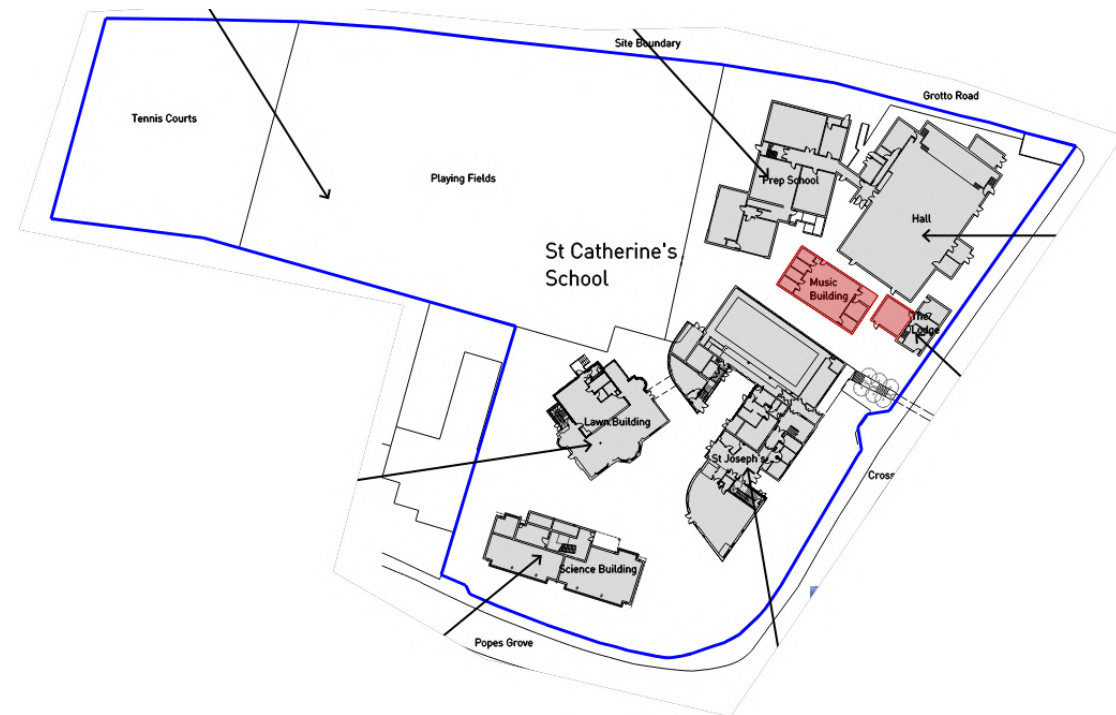 Site Boundary
Grotto Road
Tennis Courts
Playing Fields
Prep School
Hall
St Catherine's
School
Music
Building
The
Lodge
Lawn Building
St Joseph's
Cross
Science Building
Popes Grove